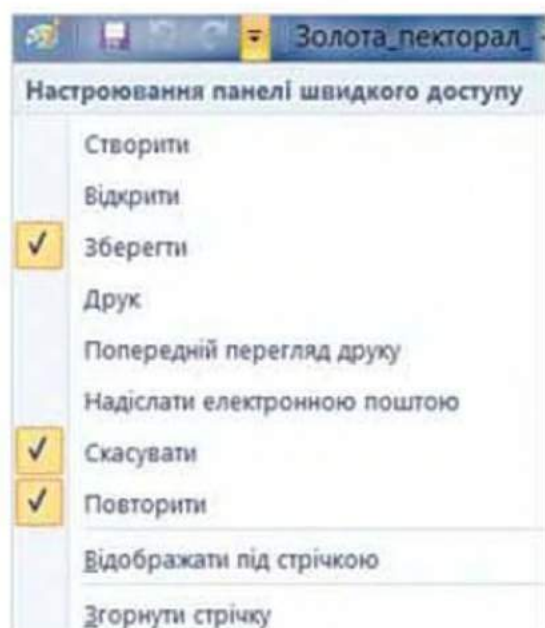 Золота_пекторал_
Настроювання панелі швидкого доступу
Створити
Відкрити
Зберегти
Друк
Попередній перегляд друку
Надіслати електронною поштою
Скасувати
Повторити
Відображати під стрічкою
Згорнути стрічку